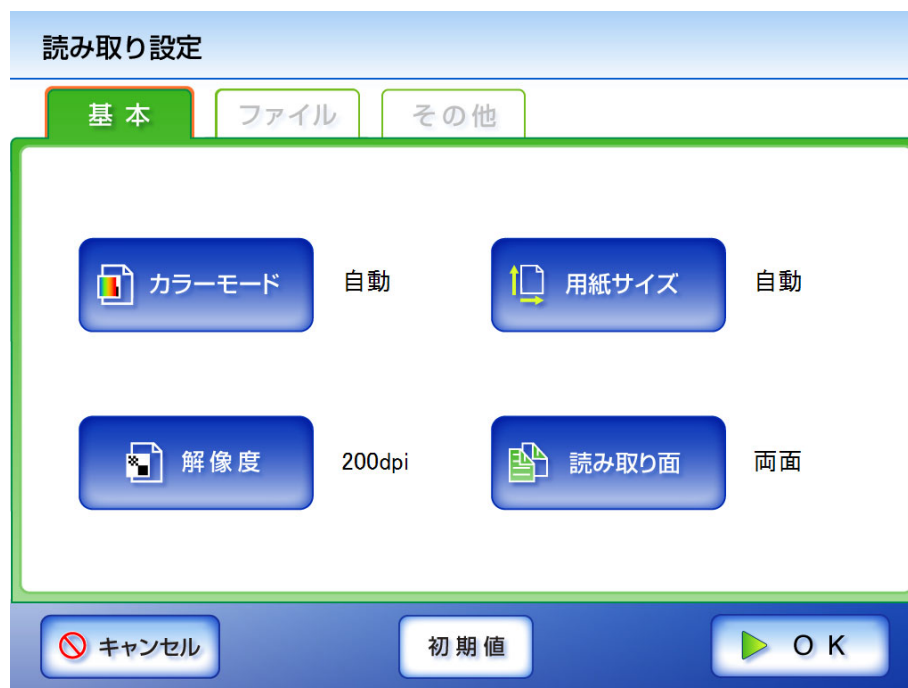 読み取り設定
基本 ファイル その他
カラーモード 自動 用紙サイズ 自動
解像度 200dpi 読み取り面 両面
キャンセル 初期値 OK